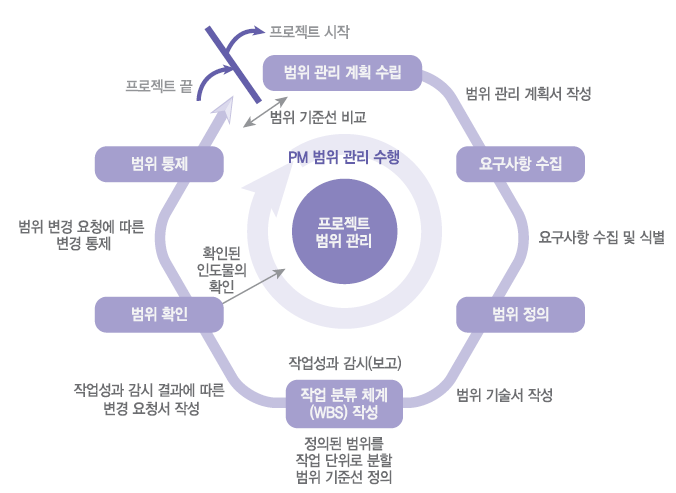 프로젝트 시작
프로젝트 끝
범위 관리 계획 수립
범위 관리 계획서 작성
범위 기준선 비교
범위 통제
PM 범위 관리 수행
요구사항 수집
프로젝트
범위 관리
범위 변경 요청에 따른
변경 통제
요구사항 수집 및 식별
확인된
인도물의
확인
범위 확인
범위 정의
작업성과 감시(보고)
작업성과 감시 결과에 따른
변경 요청서 작성
작업 분류 체계
(WBS) 작성
범위 기술서 작성
정의된 범위를
작업 단위로 분할
범위 기준선 정의